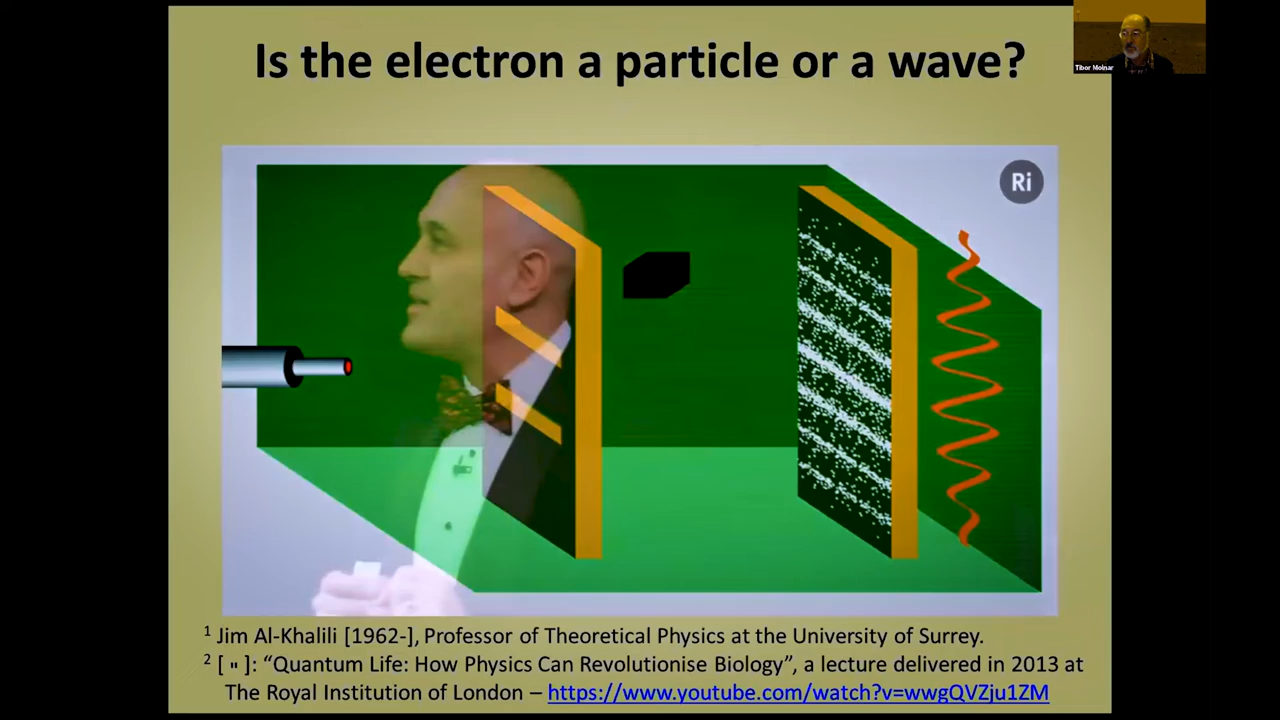 Is the electron a particle or a wave?
Tibor Molnar
Ri
1 Jim Al-Khalili [1962-], Professor of Theoretical Physics at the University of Surrey.
2 [ " ]: “Quantum Life: How Physics Can Revolutionise Biology”, a lecture delivered in 2013 at
The Royal Institution of London – https://www.youtube.com/watch?v=wwgQVZju1ZM